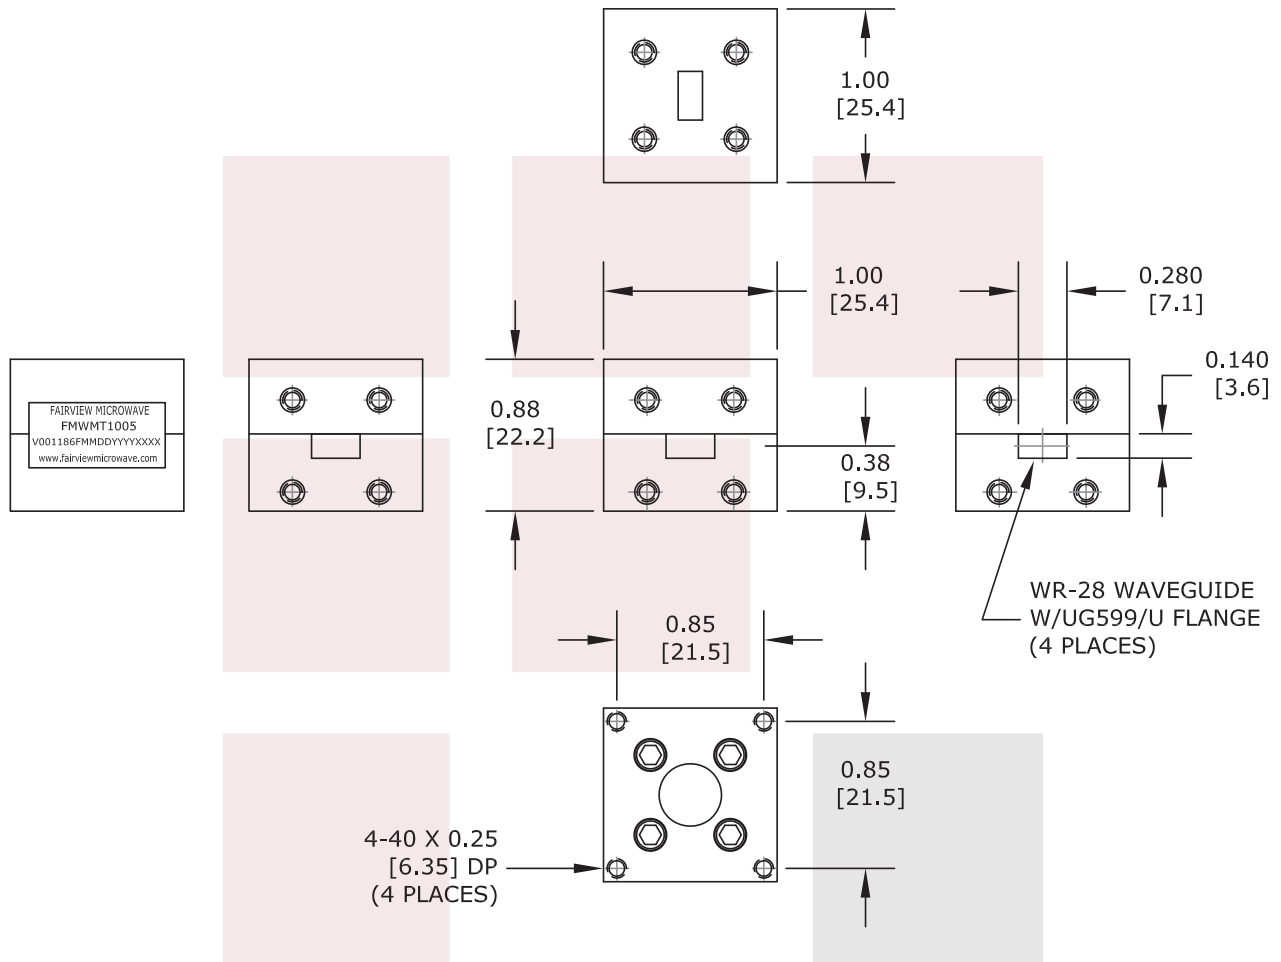 1.00
[25.4]
1.00
[25.4]
0.280
[7.1]
0.140
[3.6]
FAIRVIEW MICROWAVE
FMWMT1005
V001186FMMDDYYYYXXXX
www.fairviewmicrowave.com
0.88
[22.2]
0.38
[9.5]
WR-28 WAVEGUIDE
W/UG599/U FLANGE
(4 PLACES)
0.85
[21.5]
0.85
[21.5]
4-40 X 0.25
[6.35] DP
(4 PLACES)